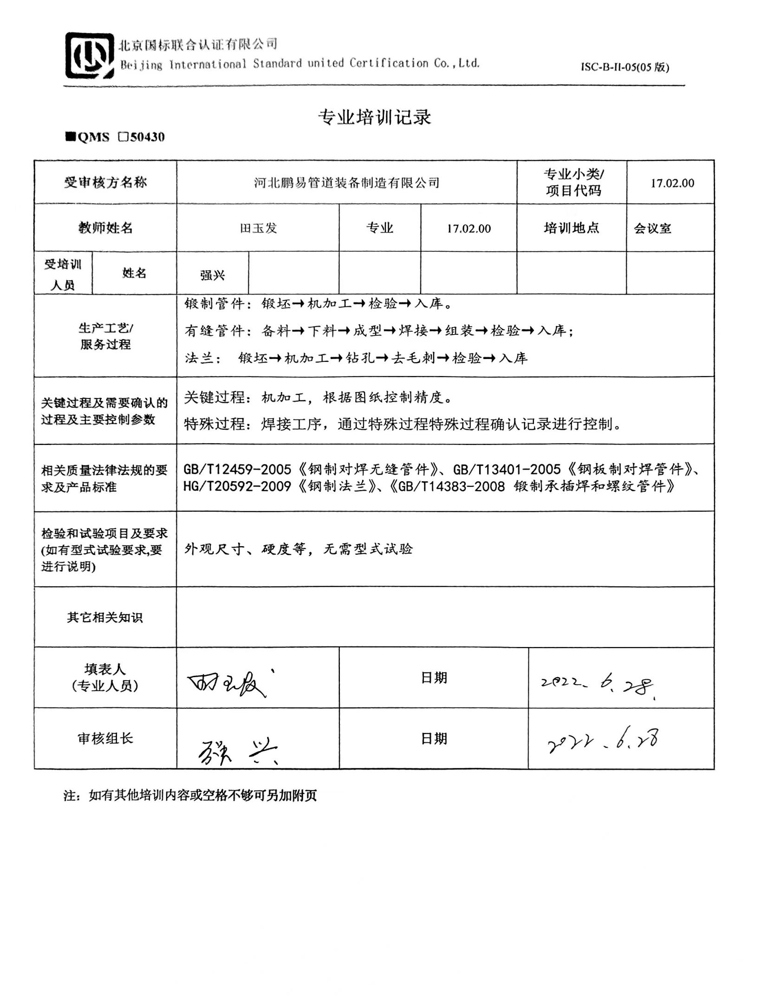 北京国标联合认证有限公司
Beijing International Standard united Certification Co.,Ltd.
ISC-B-II-05(05 版)
专业培训记录
■QMS □50430
受审核方名称
河北鹏易管道装备制造有限公司
专业小类/
项目代码
17.02.00
教师姓名
田玉发
专业
17.02.00
培训地点
会议室
受培训
人员
姓名
强兴
生产工艺/
服务过程
锻制管件：锻坯→机加工→检验→入库。
有缝管件：备料→下料→成型→焊接→组装→检验→入库；
法兰： 锻坯→机加工→钻孔→去毛刺→检验→入库
关键过程及需要确认的
过程及主要控制参数
关键过程：机加工，根据图纸控制精度。
特殊过程：焊接工序，通过特殊过程特殊过程确认记录进行控制。
相关质量法律法规的要
求及产品标准
GB/T12459-2005《钢制对焊无缝管件》、GB/T13401-2005《钢板制对焊管件》、
HG/T20592-2009《钢制法兰》、《GB/T14383-2008 锻制承插焊和螺纹管件》
检验和试验项目及要求
(如有型式试验要求,要
进行说明)
外观尺寸、硬度等，无需型式试验
其它相关知识
填表人
(专业人员)
田玉发
日期
2022.6.28.
审核组长
强兴
日期
2022.6.28
注：如有其他培训内容或空格不够可另加附页